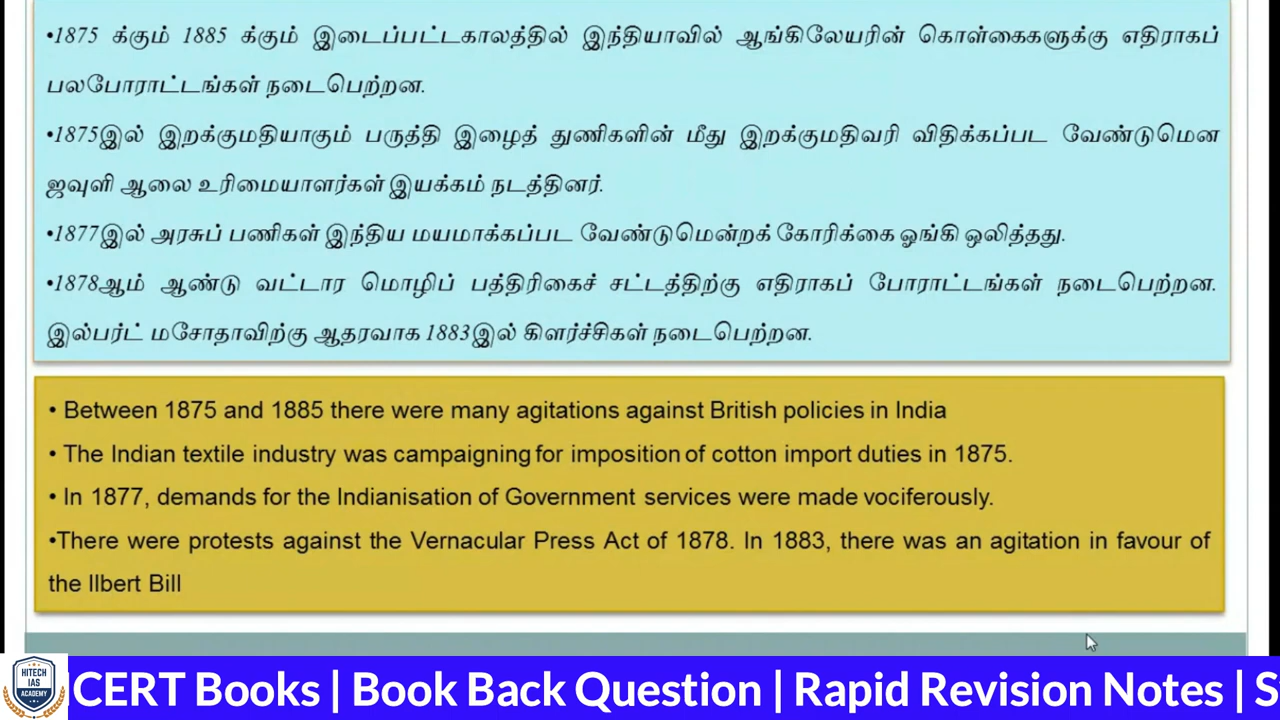 •1875 க்கும் 1885 க்கும் இடைப்பட்டகாலத்தில் இந்தியாவில் ஆங்கிலேயரின் கொள்கைகளுக்கு எதிராகப்
பலபோராட்டங்கள் நடைபெற்றன.
•1875இல் இறக்குமதியாகும் பருத்தி இழைத் துணிகளின் மீது இறக்குமதிவரி விதிக்கப்பட வேண்டுமென
ஜவுளி ஆலை உரிமையாளர்கள் இயக்கம் நடத்தினர்.
•1877இல் அரசுப் பணிகள் இந்திய மயமாக்கப்பட வேண்டுமென்றக் கோரிக்கை ஓங்கி ஒலித்தது.
•1878ஆம் ஆண்டு வட்டார மொழிப் பத்திரிகைச் சட்டத்திற்கு எதிராகப் போராட்டங்கள் நடைபெற்றன.
இல்பர்ட் மசோதாவிற்கு ஆதரவாக 1883இல் கிளர்ச்சிகள் நடைபெற்றன.
• Between 1875 and 1885 there were many agitations against British policies in India
• The Indian textile industry was campaigning for imposition of cotton import duties in 1875.
• In 1877, demands for the Indianisation of Government services were made vociferously.
•There were protests against the Vernacular Press Act of 1878. In 1883, there was an agitation in favour of
the Ilbert Bill
HITECH
IAS
ACADEMY
CERT Books | Book Back Question | Rapid Revision Notes | S